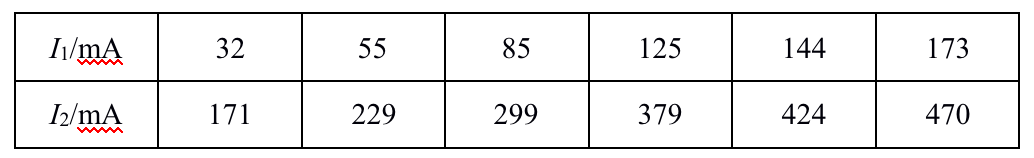 I₁/mA 32 55 85 125 144 173
I₂/mA 171 229 299 379 424 470